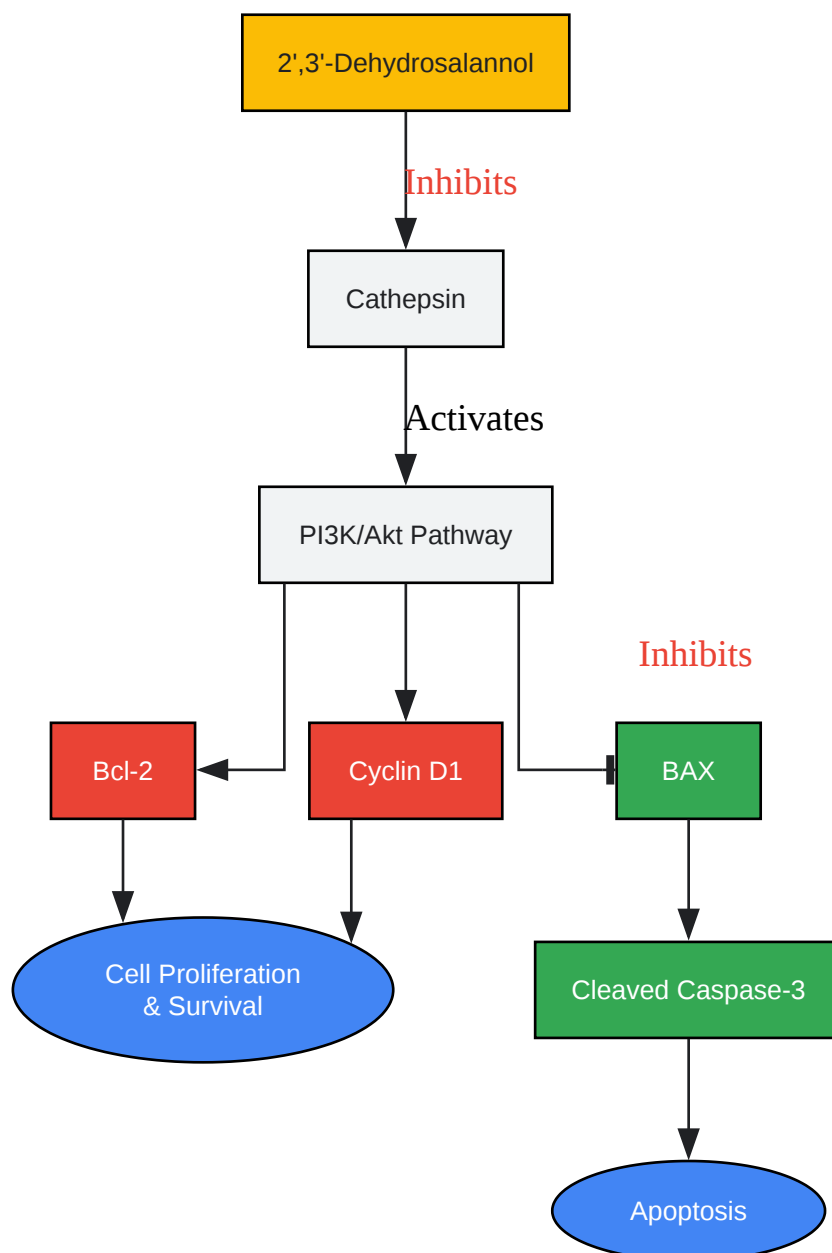 2',3'-Dehydrosalannol
Inhibits
Cathepsin
Activates
PI3K/Akt Pathway
Inhibits
Bcl-2
Cyclin D1
BAX
Cell Proliferation
& Survival
Cleaved Caspase-3
Apoptosis